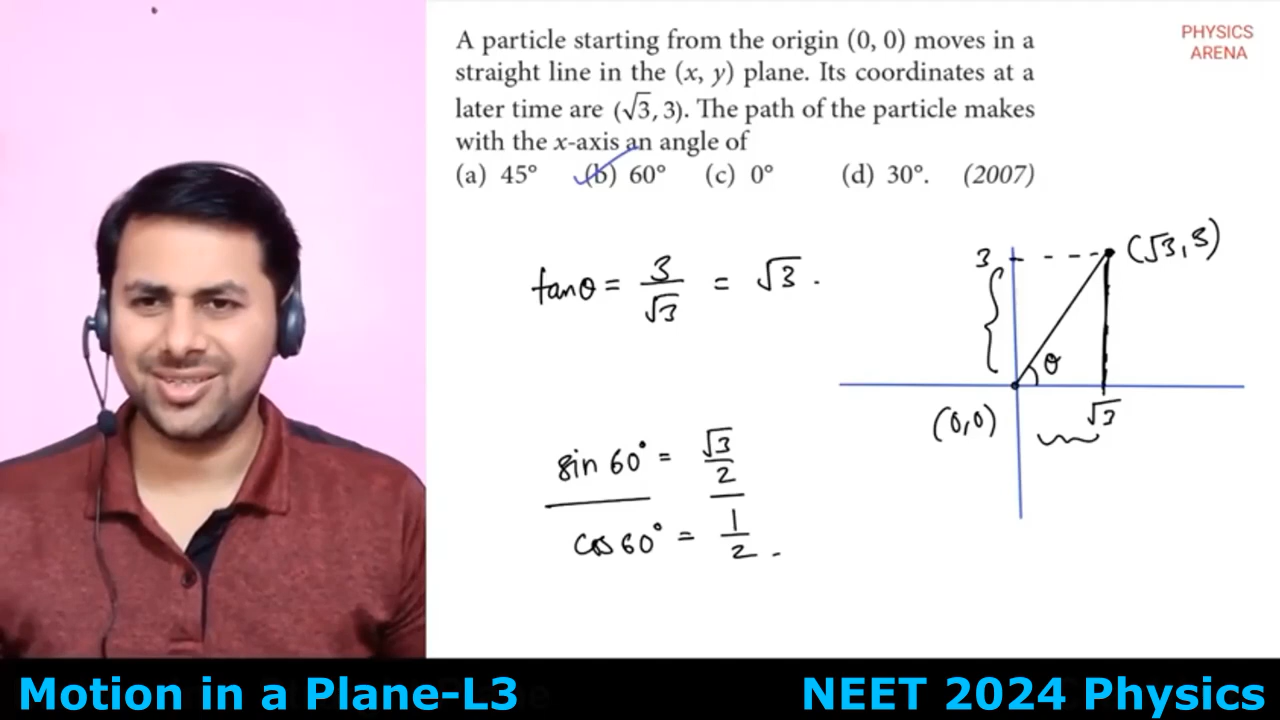 A particle starting from the origin (0, 0) moves in a
straight line in the (x, y) plane. Its coordinates at a
later time are (√3, 3). The path of the particle makes
with the x-axis an angle of
(a) 45° (b) 60° (c) 0° (d) 30°. (2007)
PHYSICS
ARENA
tanθ = 3/√3 = √3 .
3
(√3, 3)
θ
(0,0)
√3
sin 60° = √3/2
cos 60° = 1/2 .
Motion in a Plane-L3
NEET 2024 Physics